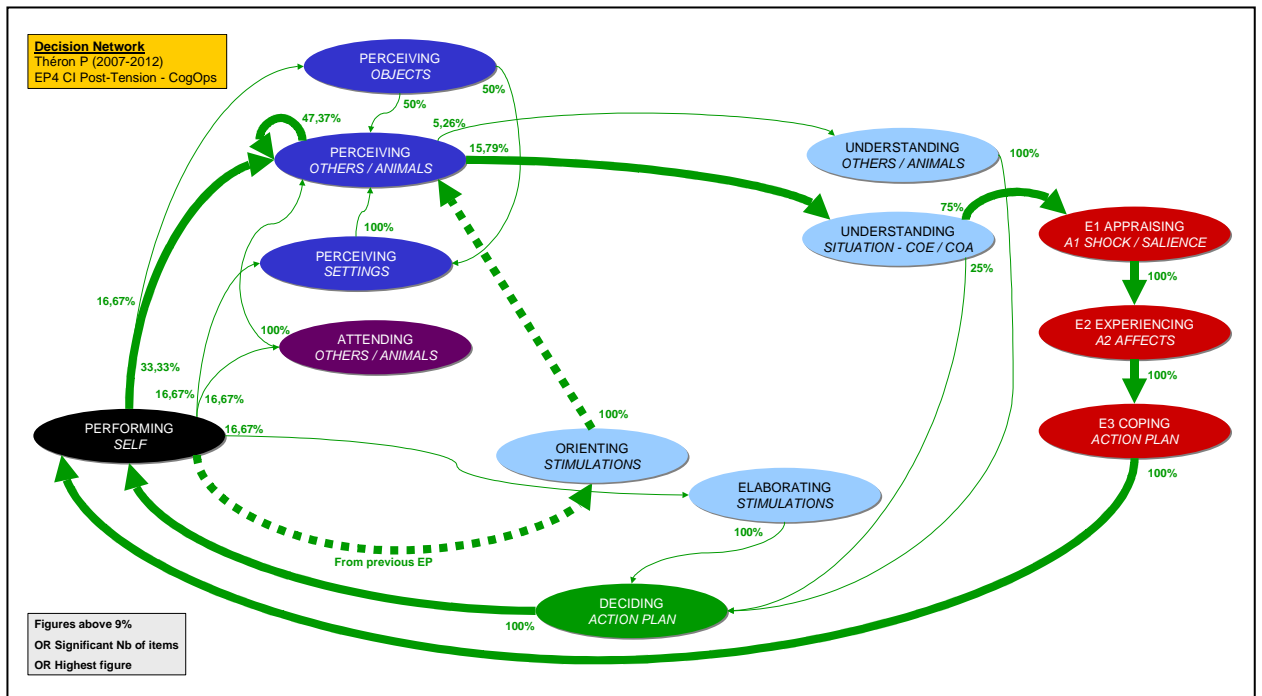 Decision Network
Théron P (2007-2012)
EP4 CI Post-Tension - CogOps
PERCEIVING
OBJECTS
50%
50%
47,37%
5,26%
PERCEIVING
OTHERS / ANIMALS
15,79%
UNDERSTANDING
OTHERS / ANIMALS
100%
75%
UNDERSTANDING
SITUATION - COE / COA
25%
E1 APPRAISING
A1 SHOCK / SALIENCE
100%
100%
PERCEIVING
SETTINGS
16,67%
100%
ATTENDING
OTHERS / ANIMALS
E2 EXPERIENCING
A2 AFFECTS
100%
33,33%
16,67%
16,67%
PERFORMING
SELF
16,67%
100%
ORIENTING
STIMULATIONS
E3 COPING
ACTION PLAN
100%
ELABORATING
STIMULATIONS
100%
From previous EP
DECIDING
ACTION PLAN
100%
Figures above 9%
OR Significant Nb of items
OR Highest figure